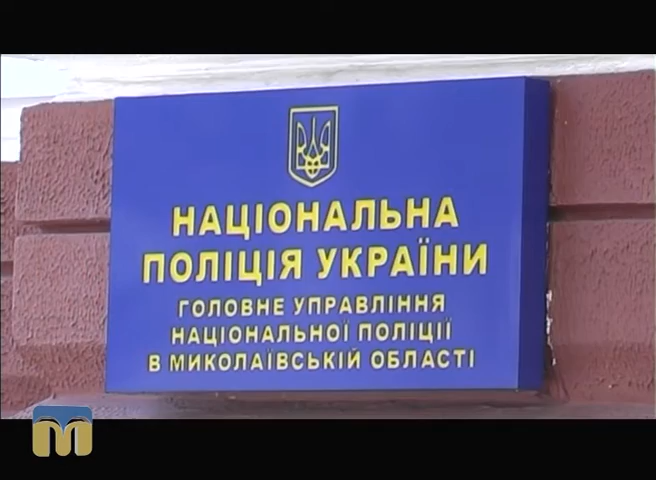 НАЦІОНАЛЬНА
ПОЛІЦІЯ УКРАЇНИ
ГОЛОВНЕ УПРАВЛІННЯ
НАЦІОНАЛЬНОЇ ПОЛІЦІЇ
В МИКОЛАЇВСЬКІЙ ОБЛАСТІ
М